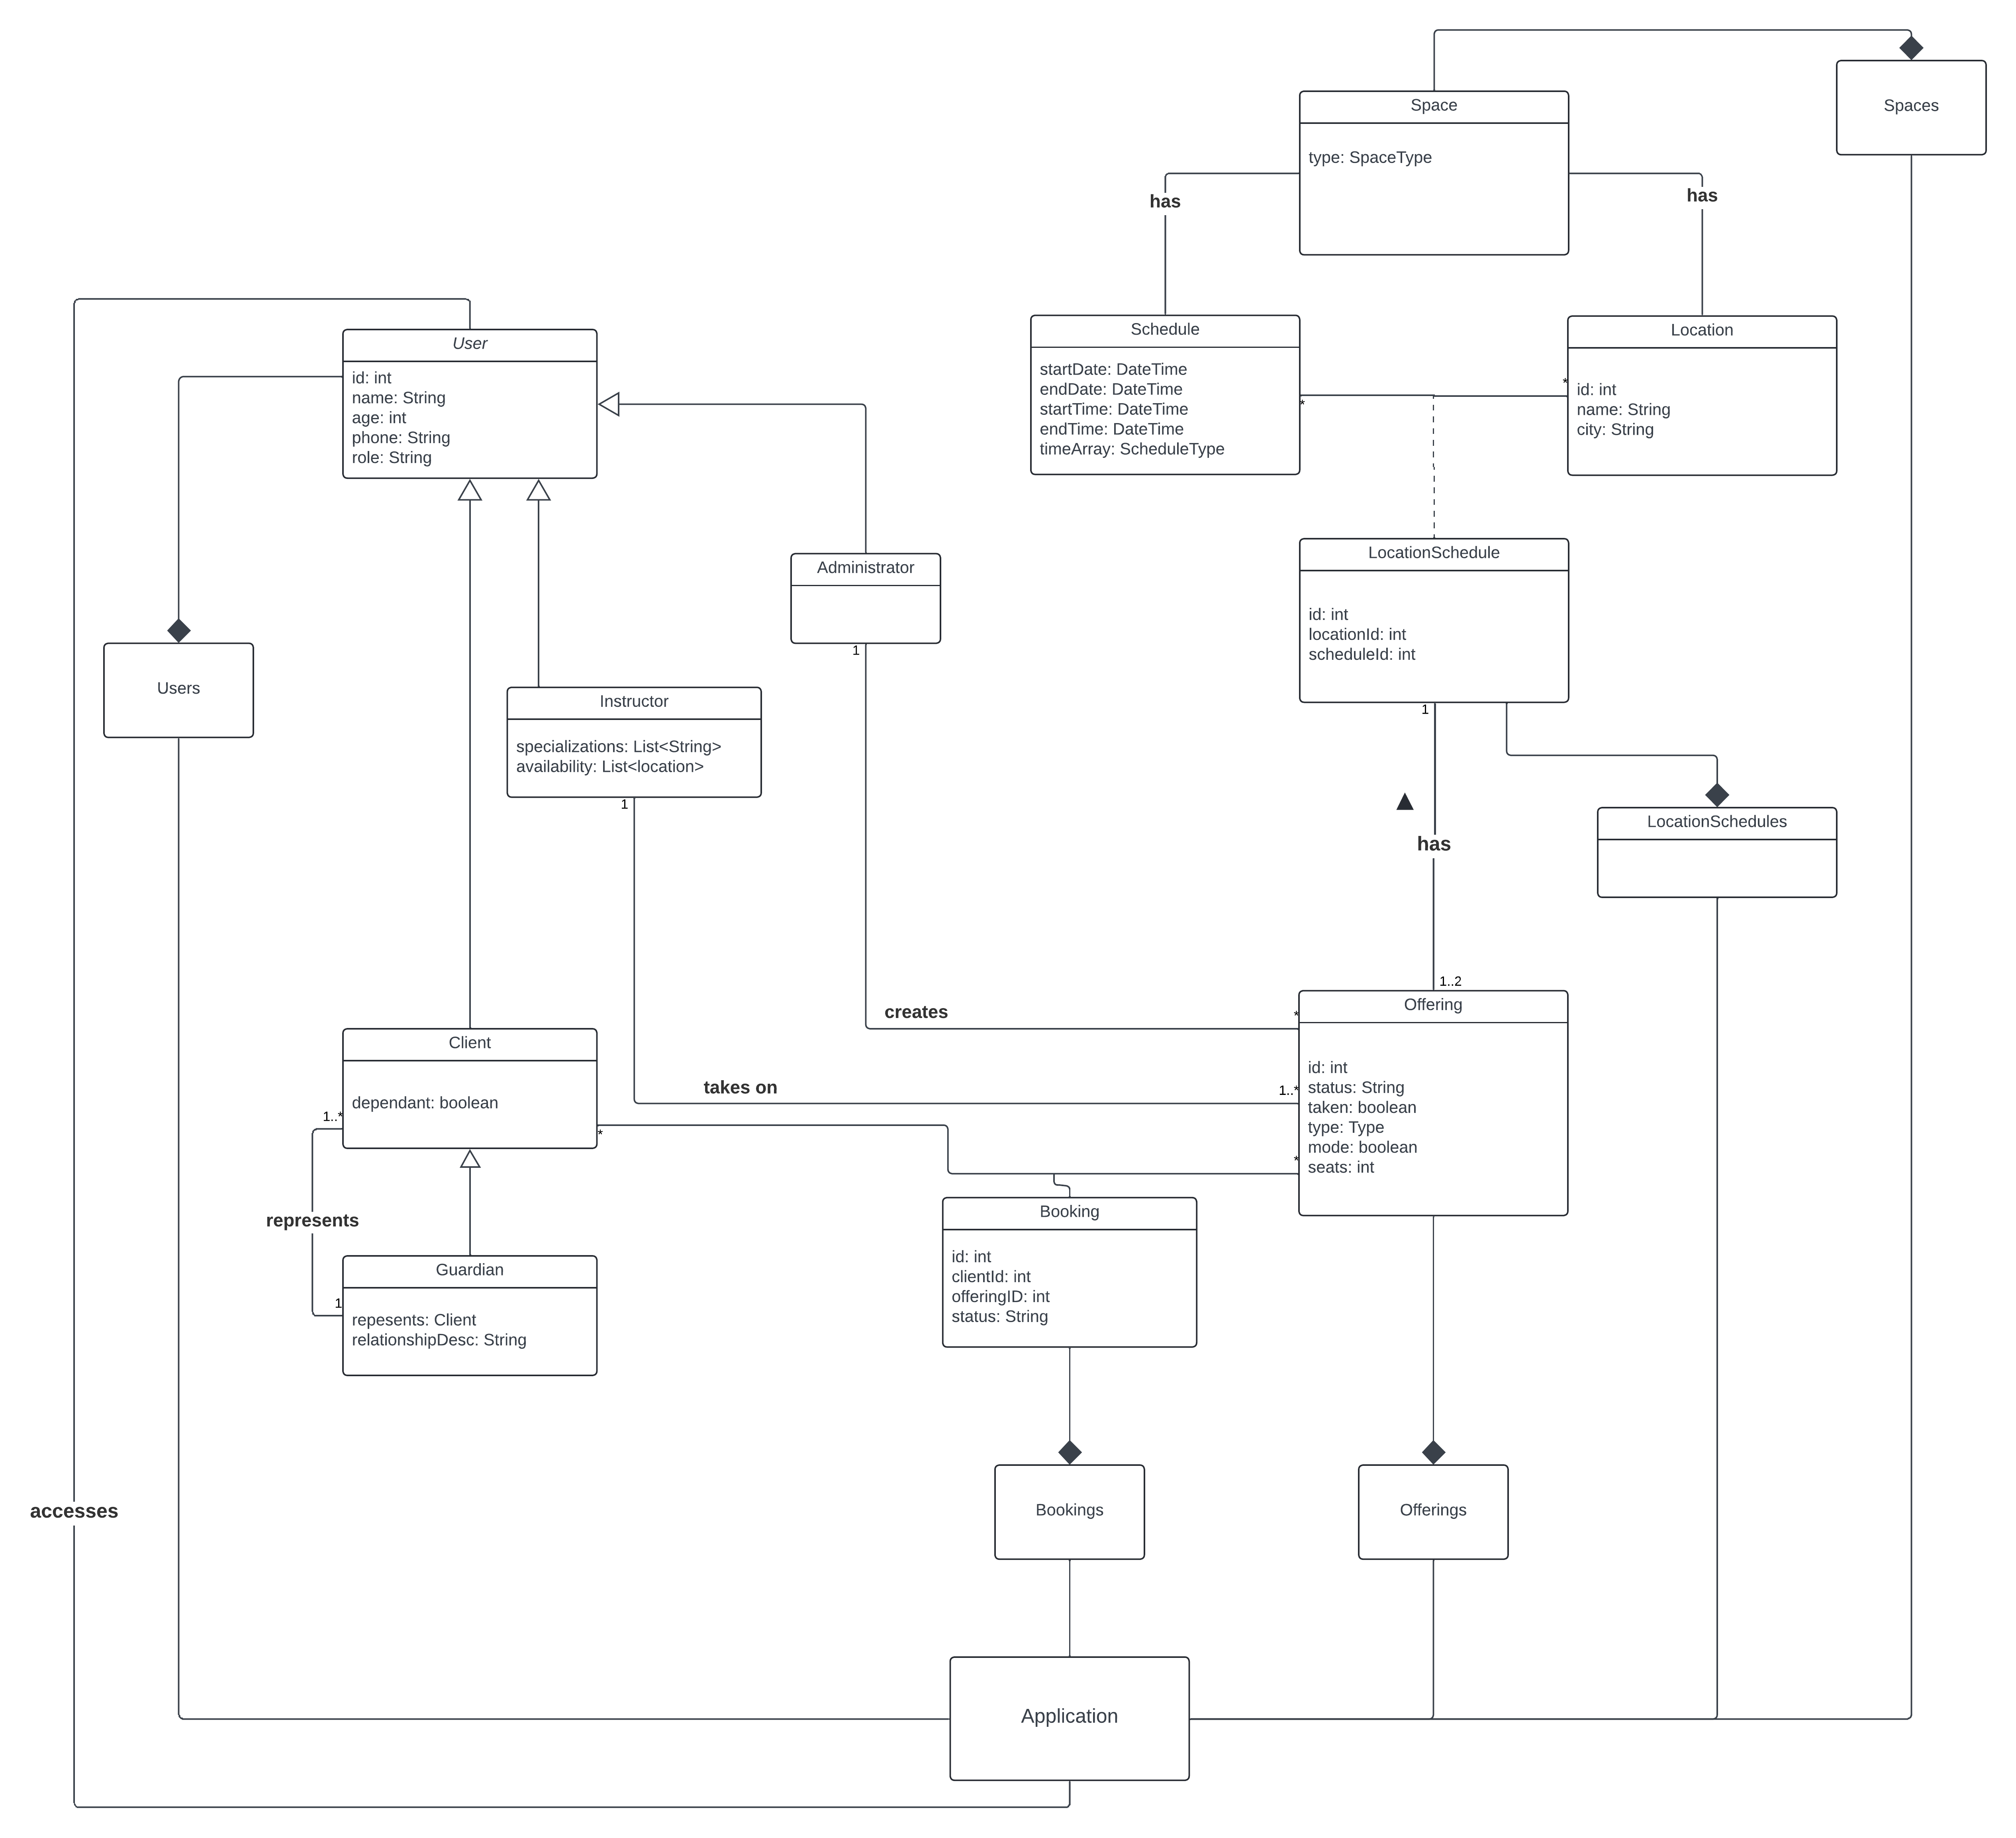 Space
type: SpaceType
Spaces
has
has
Schedule
startDate: DateTime
endDate: DateTime
startTime: DateTime
endTime: DateTime
timeArray: ScheduleType
*
Location
id: int
name: String
city: String
*
User
id: int
name: String
age: int
phone: String
role: String
Administrator
1
LocationSchedule
id: int
locationId: int
scheduleId: int
1
Users
Instructor
specializations: List<String>
availability: List<location>
1
has
LocationSchedules
1..2
creates
*
Offering
id: int
status: String
taken: boolean
type: Type
mode: boolean
seats: int
takes on
1..*
Client
dependant: boolean
1..*
*
*
represents
Booking
id: int
clientId: int
offeringID: int
status: String
1
Guardian
repesents: Client
relationshipDesc: String
accesses
Bookings
Offerings
Application